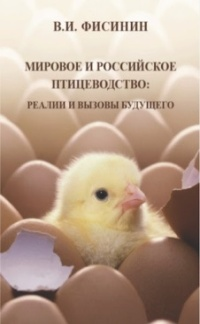 В.И. ФИСИНИН
МИРОВОЕ И РОССИЙСКОЕ
ПТИЦЕВОДСТВО:
РЕАЛИИ И ВЫЗОВЫ БУДУЩЕГО